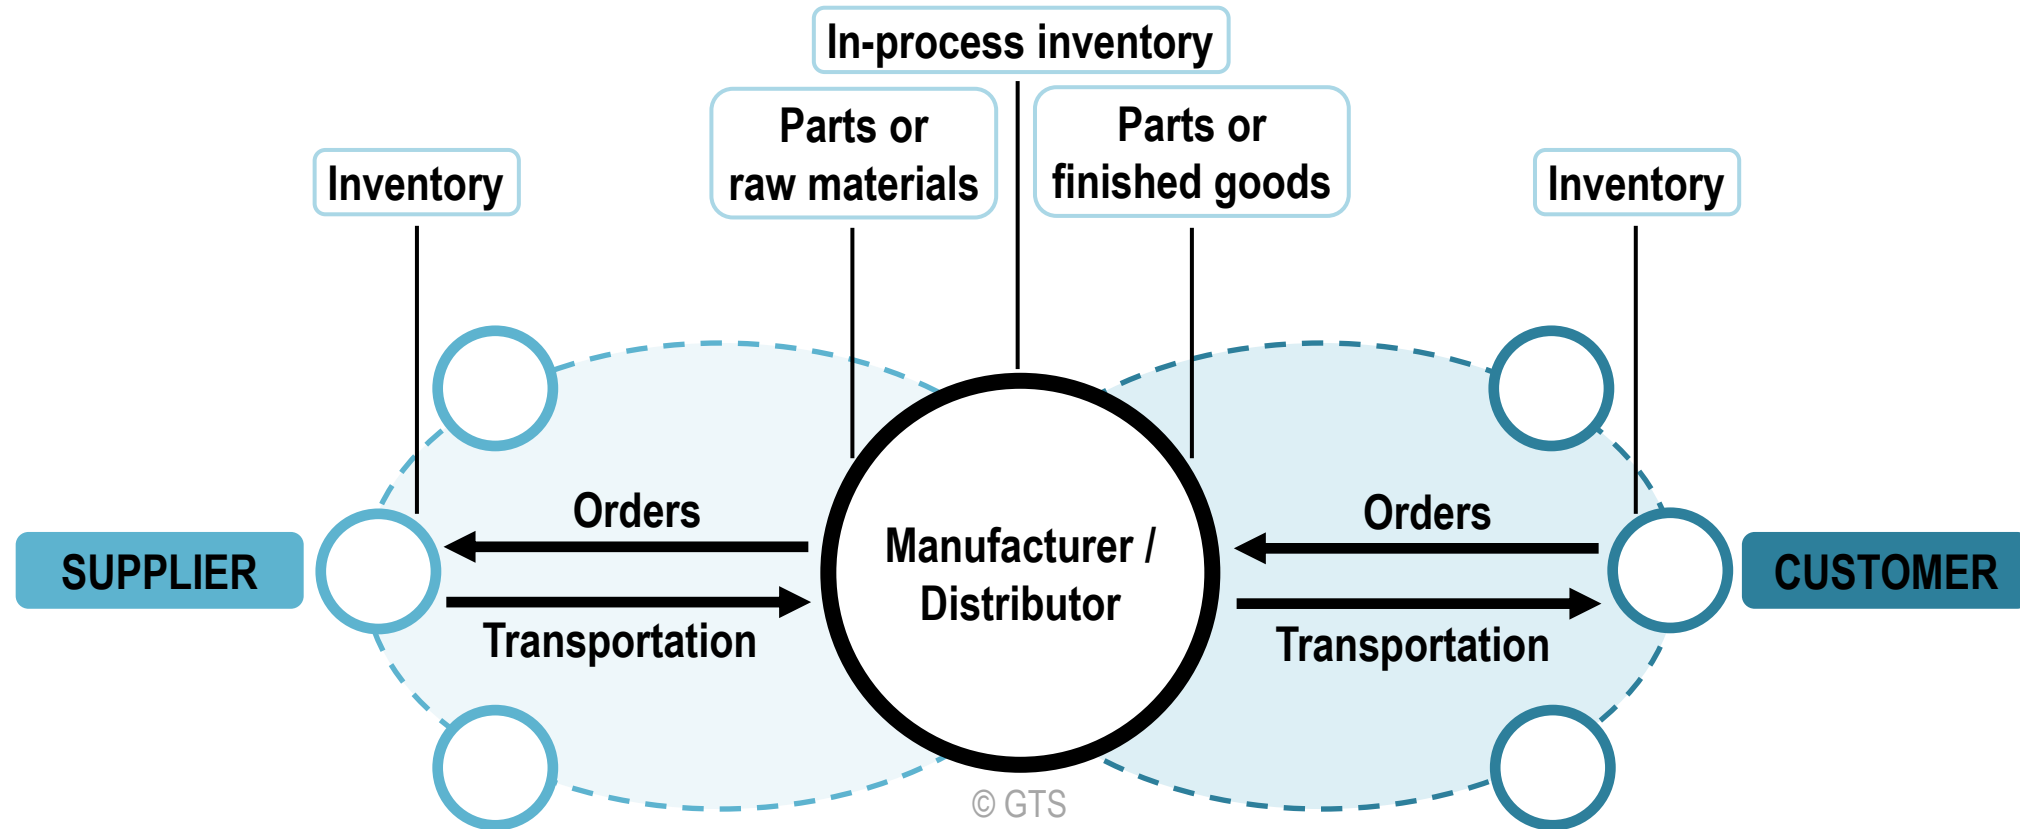 In-process inventory
Parts or
raw materials
Parts or
finished goods
Inventory
Inventory
Orders
Orders
SUPPLIER
Manufacturer /
Distributor
CUSTOMER
Transportation
Transportation
© GTS